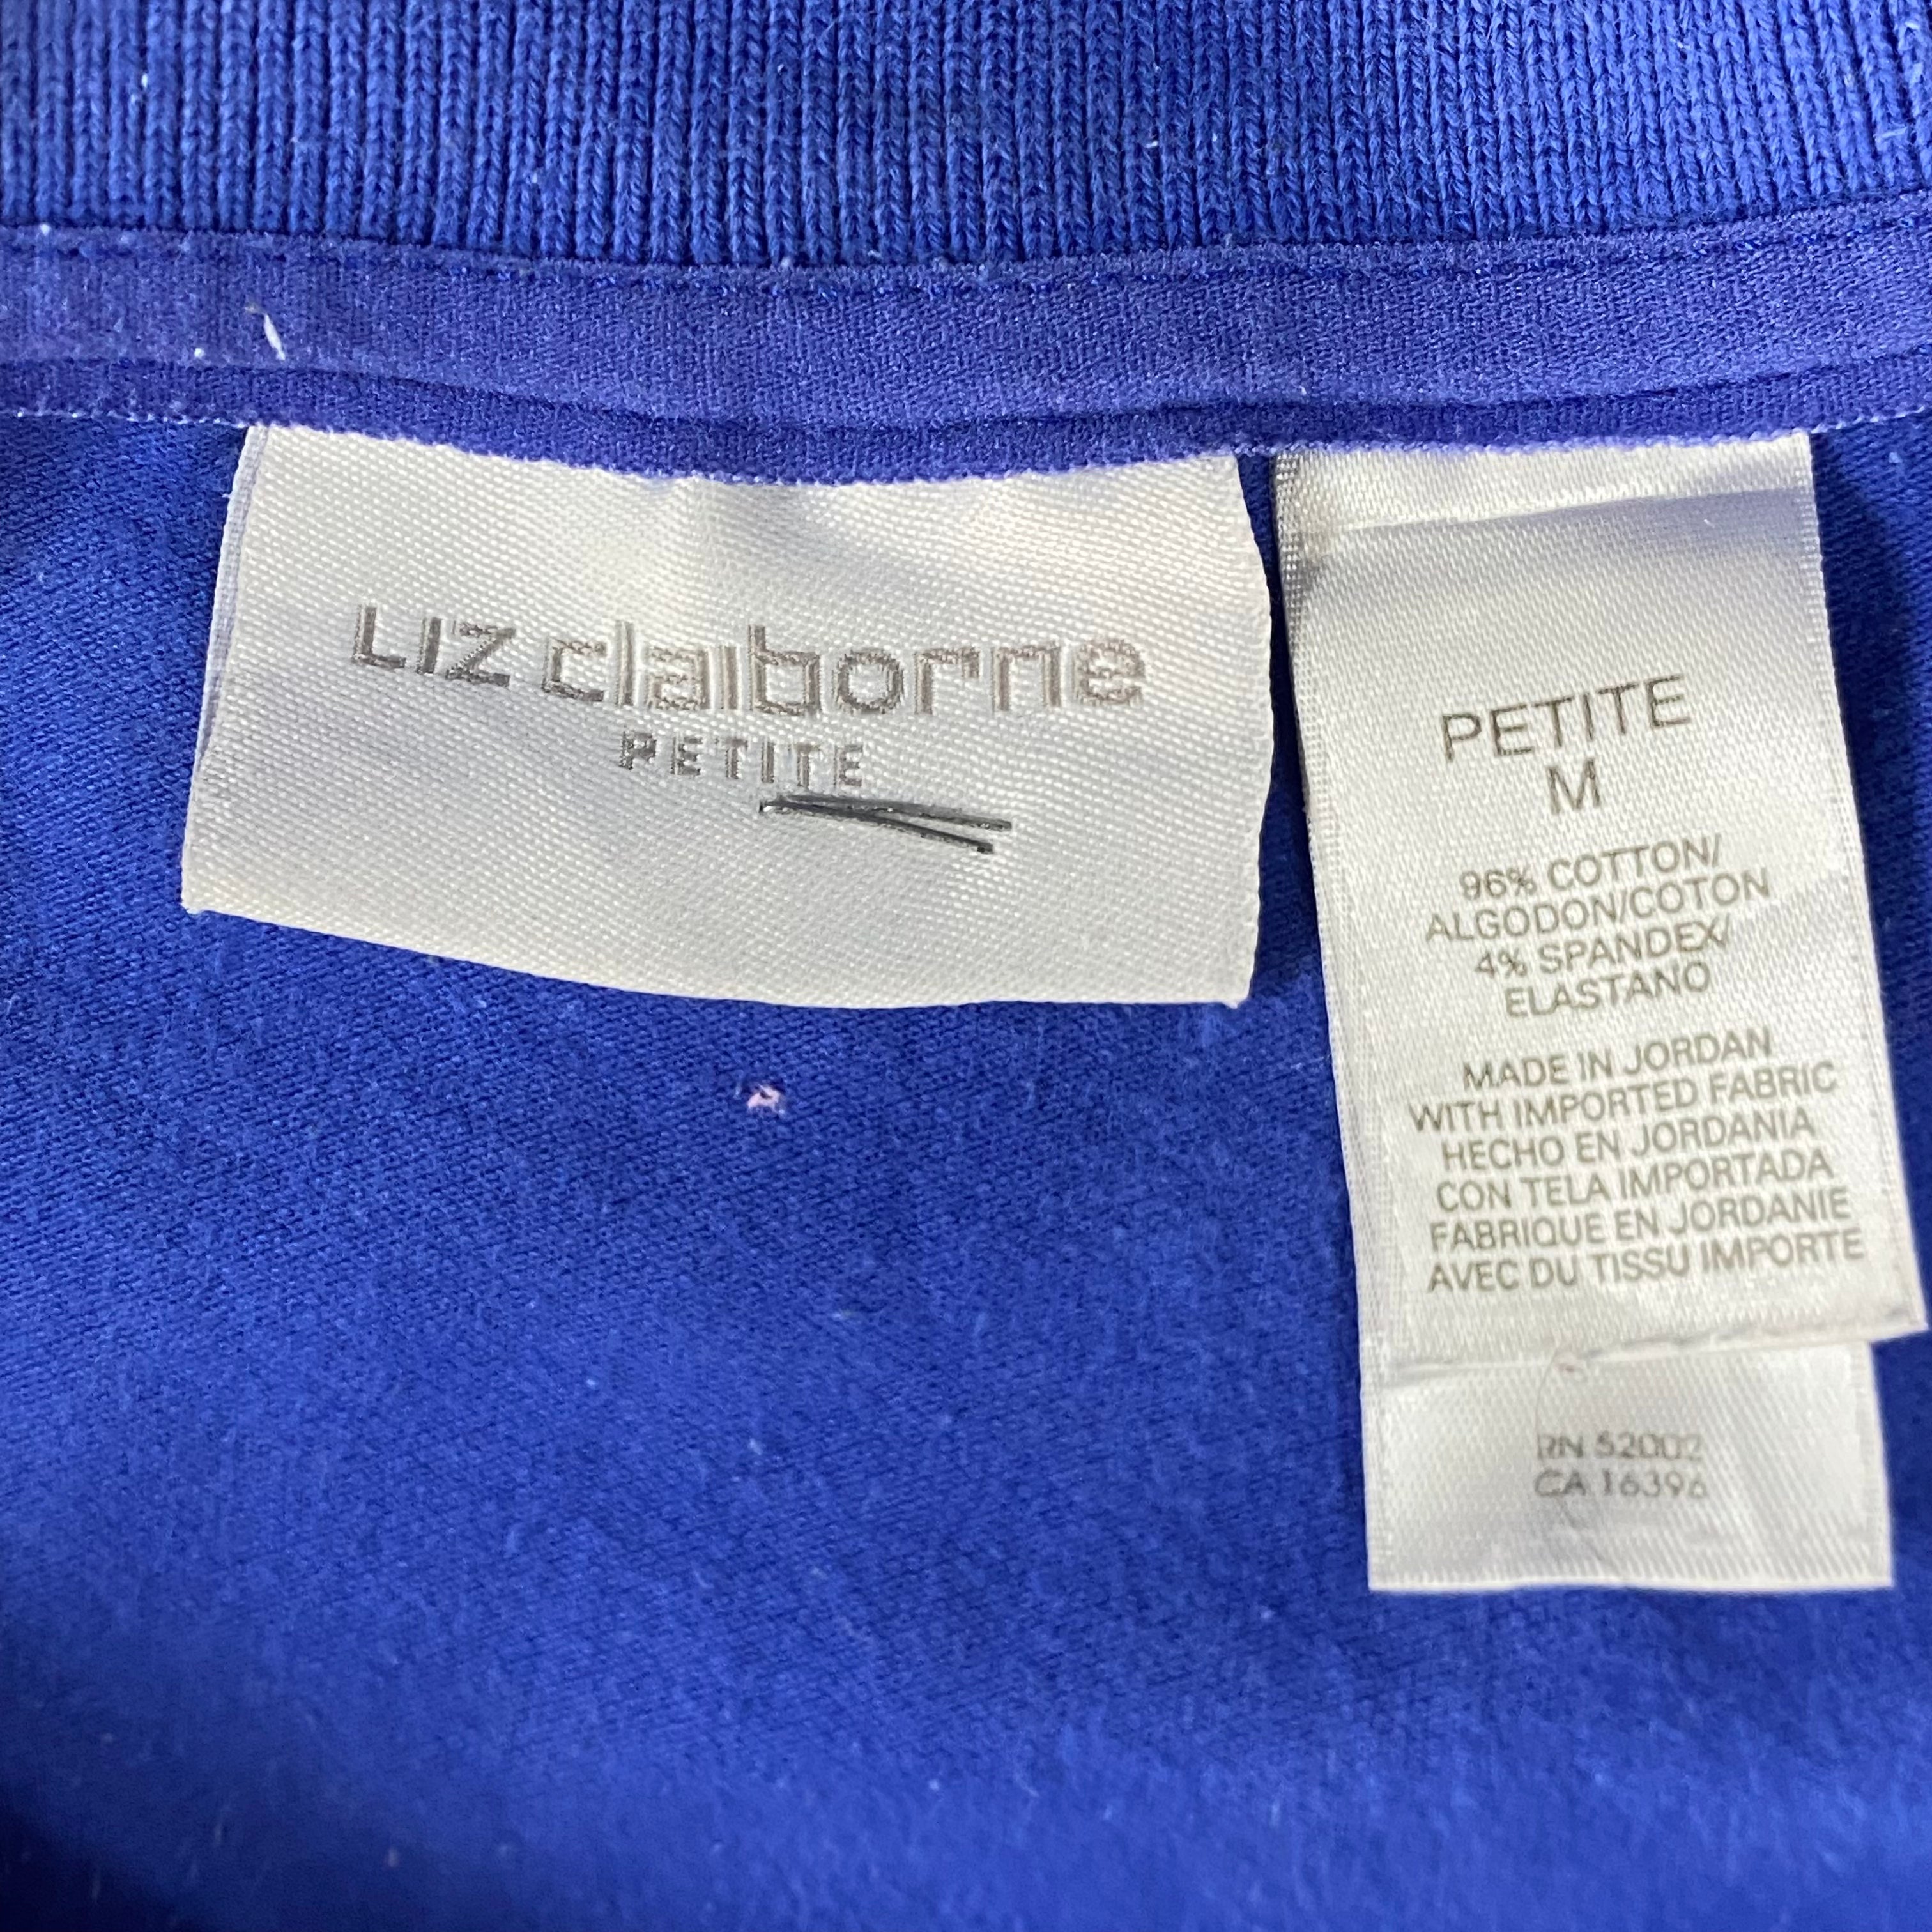 LIZ claiborne
PETITE
PETITE
M
96% COTTON/
ALGODON/COTON
4% SPANDEX/
ELASTANO
MADE IN JORDAN
WITH IMPORTED FABRIC
HECHO EN JORDANIA
CON TELA IMPORTADA
FABRIQUE EN JORDANIE
AVEC DU TISSU IMPORTE
RN 52002
CA 16396